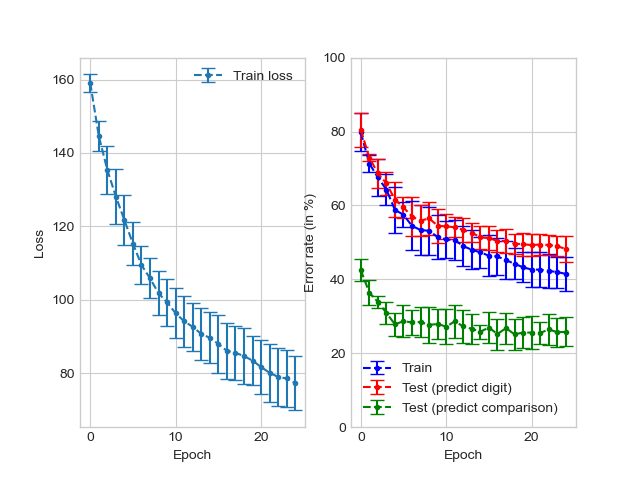 Train loss
160
140
120
100
80
Loss
0
10
20
Epoch
100
80
60
40
20
0
Error rate (in %)
Train
Test (predict digit)
Test (predict comparison)
0
10
20
Epoch